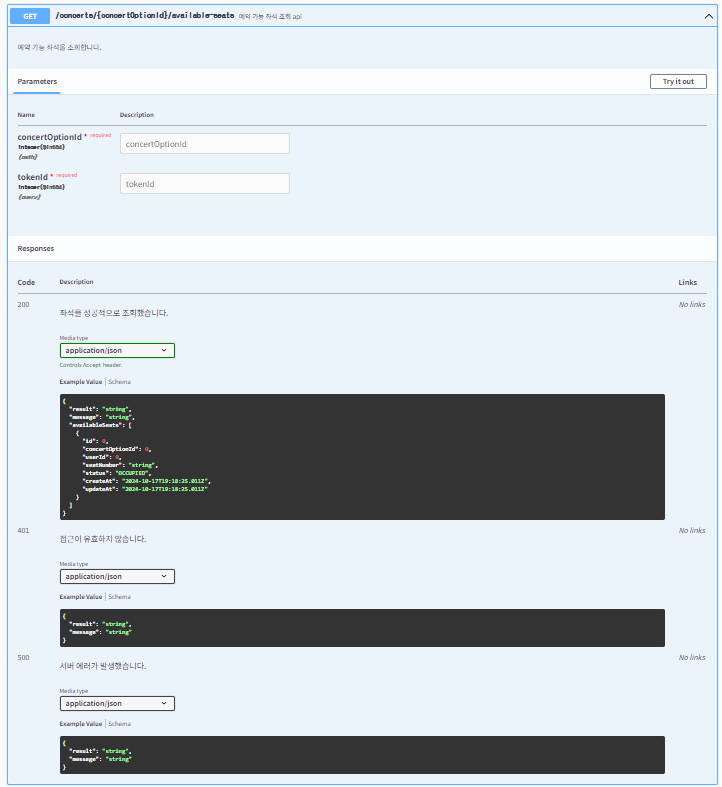 GET /concerts/{concertOptionId}/available-seats 예약 가능 좌석 조회 api
예약 가능 좌석을 조회합니다.
Parameters
Try it out
Name Description
concertOptionId * required
integer($int64)
(path)
concertOptionId
tokenId * required
integer($int64)
(query)
tokenId
Responses
Code Description Links
200
좌석을 성공적으로 조회했습니다.
No links
Media type
application/json
Controls Accept header.
Example Value | Schema
{
"result": "string",
"message": "string",
"availableSeats": [
{
"id": 0,
"concertOptionId": 0,
"userId": 0,
"seatNumber": "string",
"status": "OCCUPIED",
"createAt": "2024-10-17T19:18:25.011Z",
"updateAt": "2024-10-17T19:18:25.011Z"
}
]
}
401
접근이 유효하지 않습니다.
No links
Media type
application/json
Example Value | Schema
{
"result": "string",
"message": "string"
}
500
서버 에러가 발생했습니다.
No links
Media type
application/json
Example Value | Schema
{
"result": "string",
"message": "string"
}